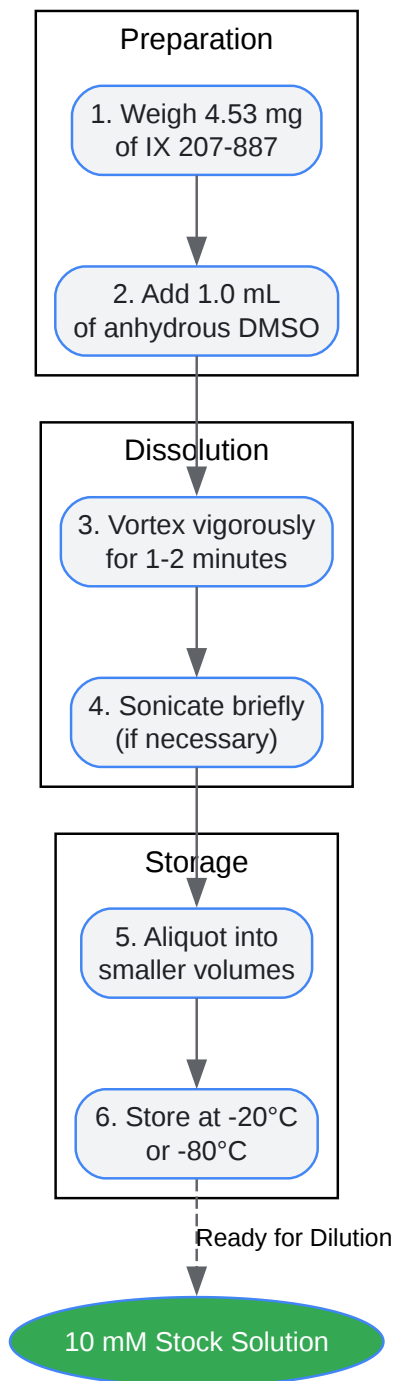 Preparation
1. Weigh 4.53 mg
of IX 207-887
2. Add 1.0 mL
of anhydrous DMSO
Dissolution
3. Vortex vigorously
for 1-2 minutes
4. Sonicate briefly
(if necessary)
Storage
5. Aliquot into
smaller volumes
6. Store at -20°C
or -80°C
Ready for Dilution
10 mM Stock Solution